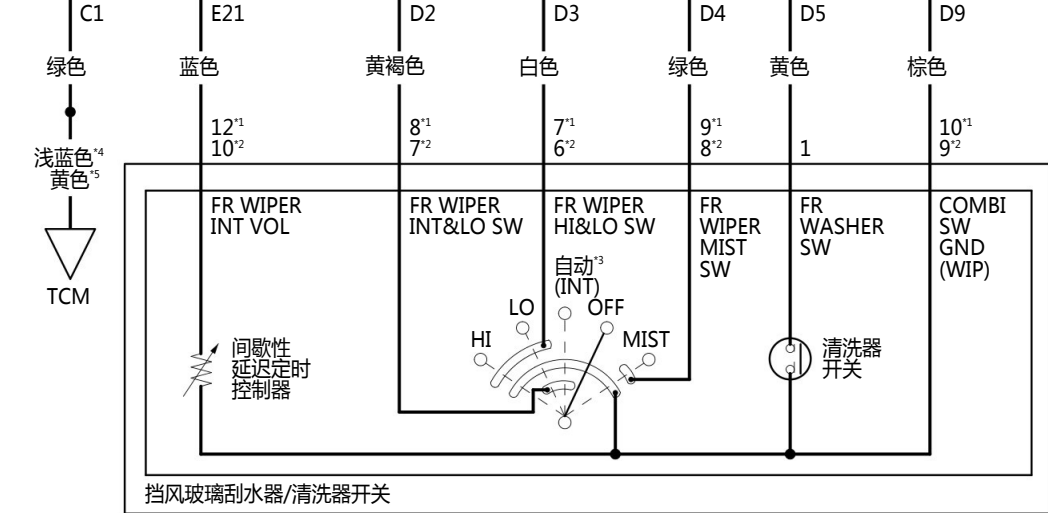 C1
E21
D2
D3
D4
D5
D9
绿色
蓝色
黄褐色
白色
绿色
黄色
棕色
浅蓝色*4
黄色*5
TCM
12*1
10*2
8*1
7*2
7*1
6*2
9*1
8*2
1
10*1
9*2
FR WIPER
INT VOL
FR WIPER
INT&LO SW
FR WIPER
HI&LO SW
FR
WIPER
MIST
SW
FR
WASHER
SW
COMBI
SW
GND
(WIP)
自动*3
(INT)
LO
OFF
HI
MIST
间歇性
延迟定时
控制器
清洗器
开关
挡风玻璃刮水器/清洗器开关